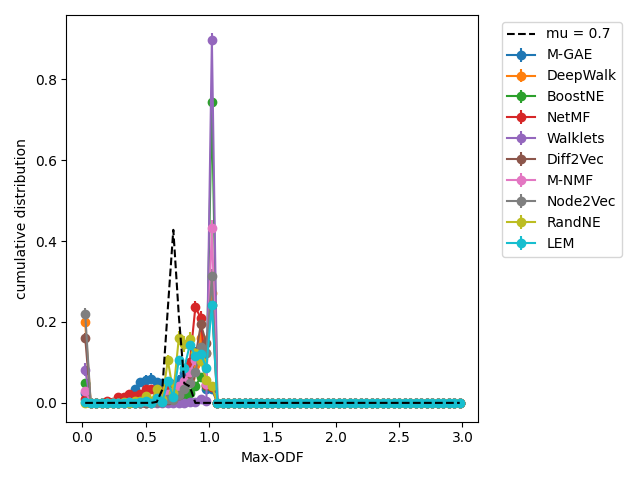 mu = 0.7
M-GAE
DeepWalk
BoostNE
NetMF
Walklets
Diff2Vec
M-NMF
Node2Vec
RandNE
LEM
cumulative distribution
0.8
0.6
0.4
0.2
0.0
0.0 0.5 1.0 1.5 2.0 2.5 3.0
Max-ODF